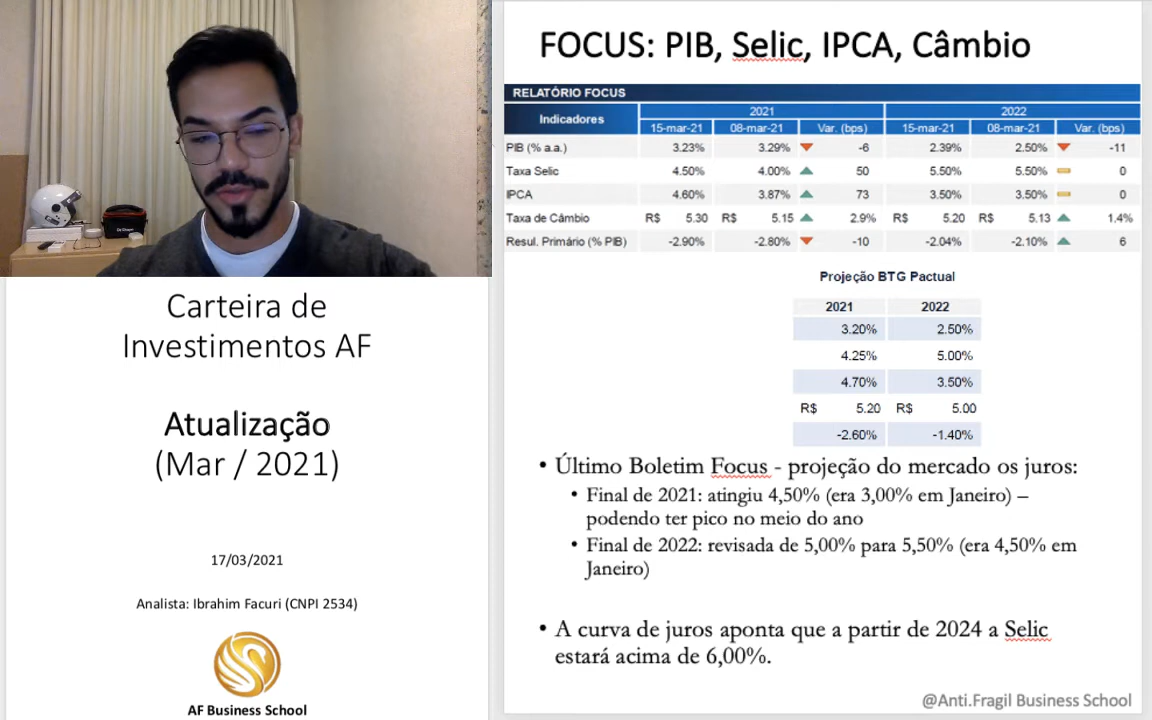 Carteira de
Investimentos AF
Atualização
(Mar / 2021)
17/03/2021
Analista: Ibrahim Facuri (CNPI 2534)
AF Business School
FOCUS: PIB, Selic, IPCA, Câmbio
RELATÓRIO FOCUS
Indicadores 2021 2022
15-mar-21 08-mar-21 Var. (bps) 15-mar-21 08-mar-21 Var. (bps)
PIB (% a.a.) 3.23% 3.29% -6 2.39% 2.50% -11
Taxa Selic 4.50% 4.00% 50 5.50% 5.50% 0
IPCA 4.60% 3.87% 73 3.50% 3.50% 0
Taxa de Câmbio R$ 5.30 R$ 5.15 2.9% R$ 5.20 R$ 5.13 1.4%
Resul. Primário (% PIB) -2.90% -2.80% -10 -2.04% -2.10% 6
Projeção BTG Pactual
2021 2022
3.20% 2.50%
4.25% 5.00%
4.70% 3.50%
R$ 5.20 R$ 5.00
-2.60% -1.40%
• Último Boletim Focus - projeção do mercado os juros:
• Final de 2021: atingiu 4,50% (era 3,00% em Janeiro) –
podendo ter pico no meio do ano
• Final de 2022: revisada de 5,00% para 5,50% (era 4,50% em
Janeiro)
• A curva de juros aponta que a partir de 2024 a Selic
estará acima de 6,00%.
@Anti.Fragil Business School